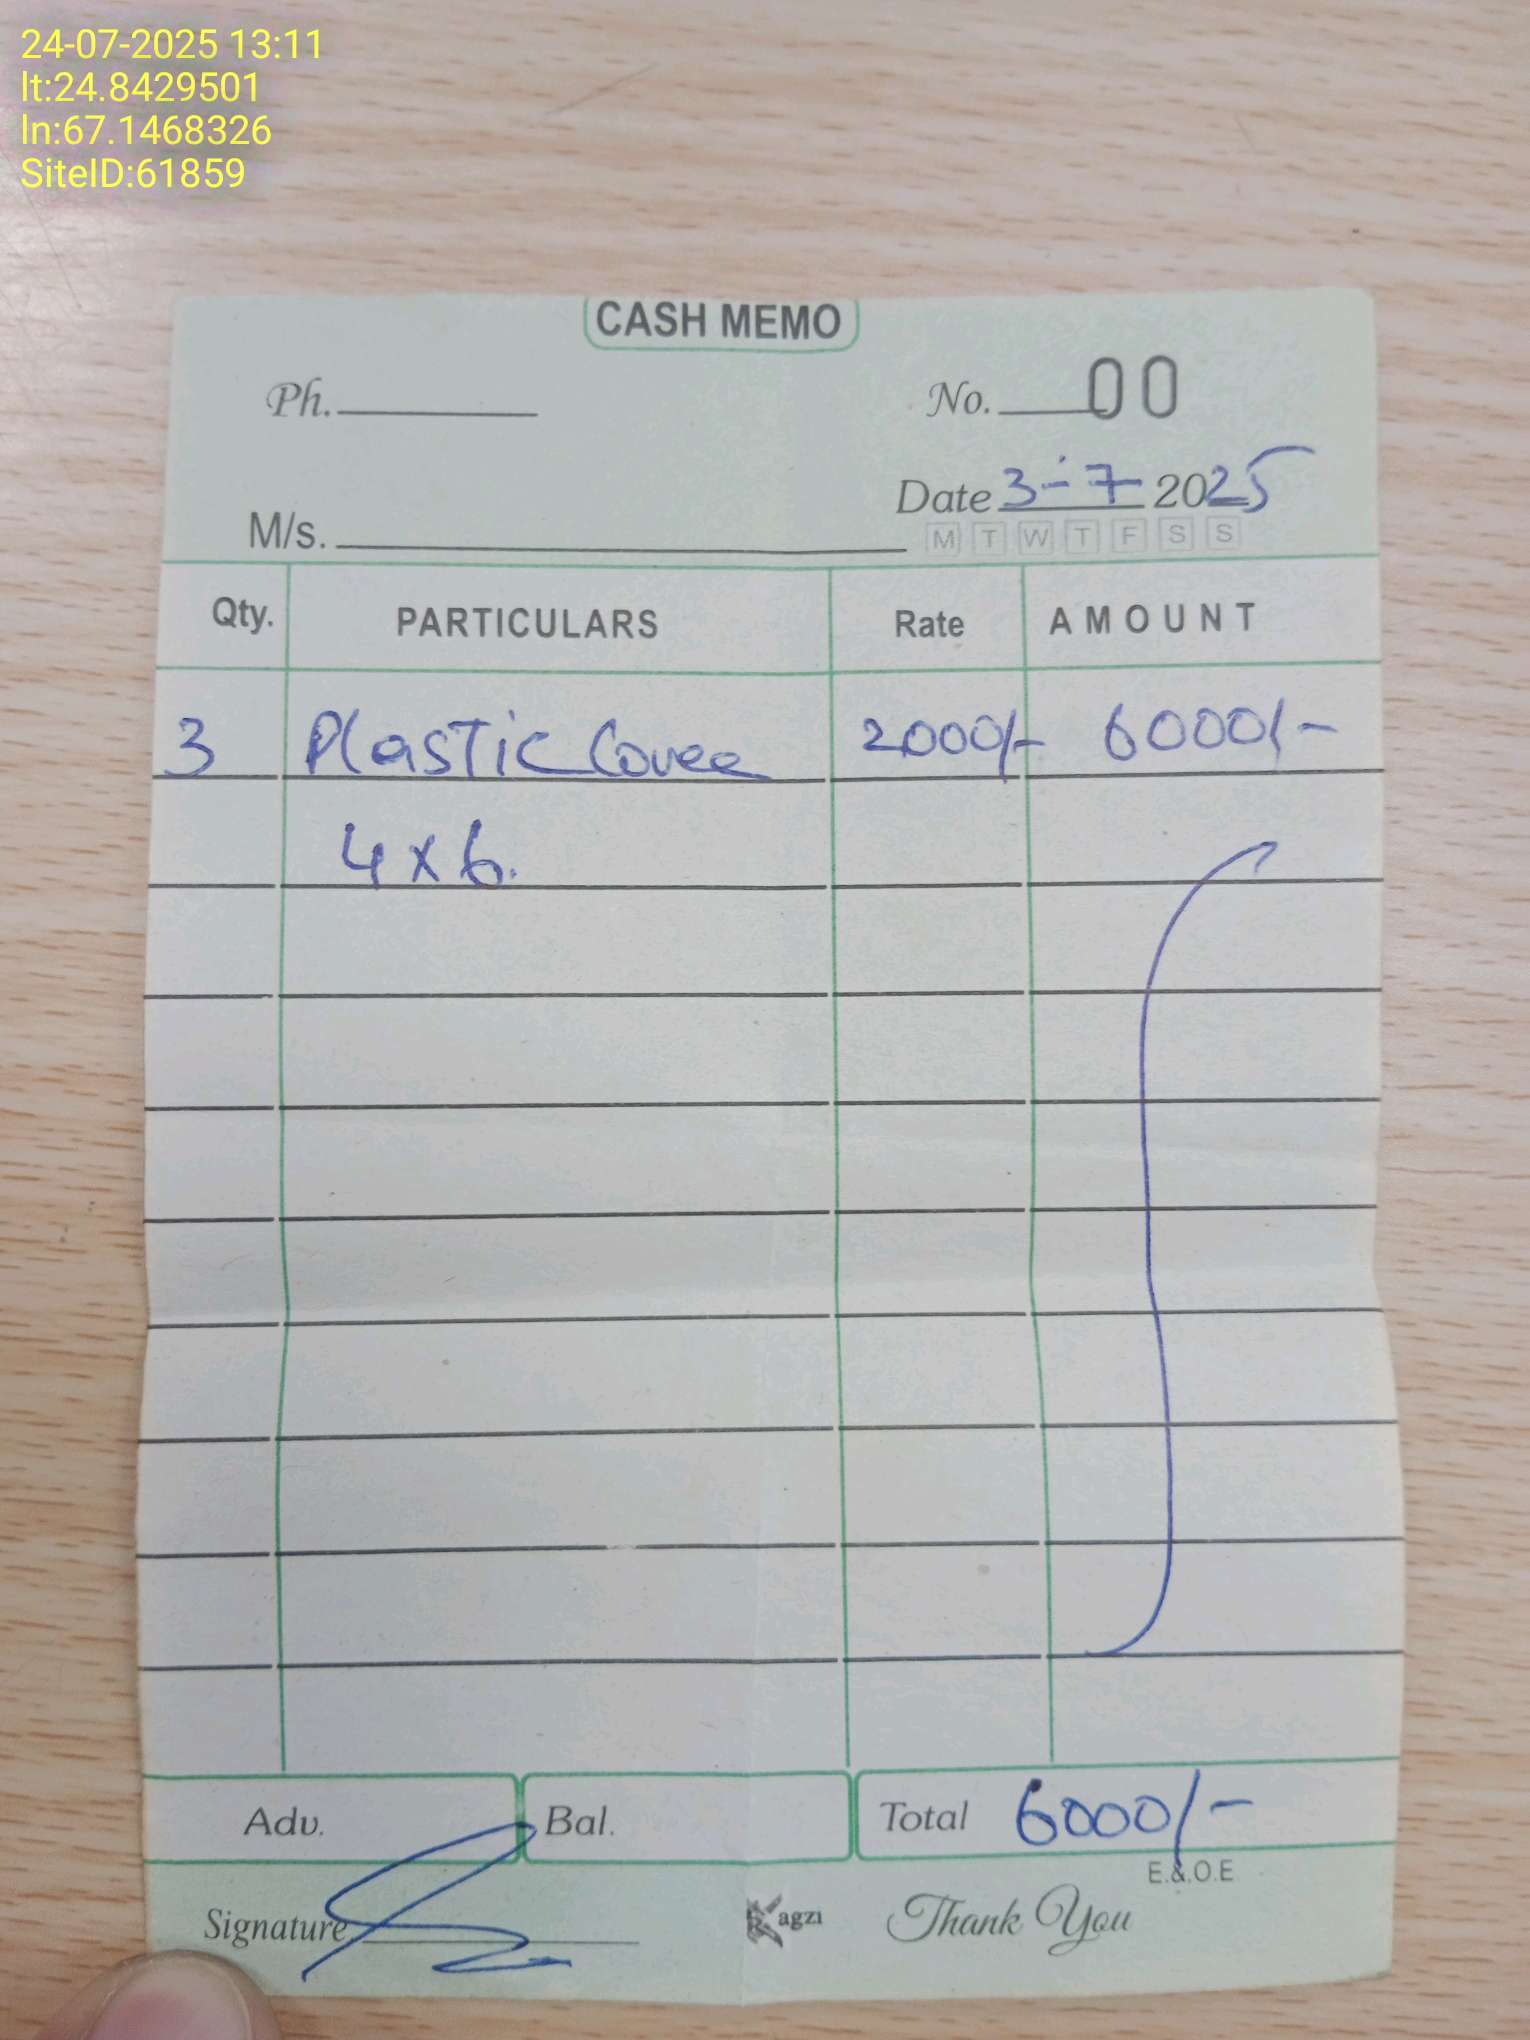 24-07-2025 13:11
lt:24.8429501
ln:67.1468326
SiteID:61859
CASH MEMO
Ph. No. 00
Date 3-7 2025
M/s. M T W T F S S
Qty. PARTICULARS Rate AMOUNT
3 Plastic Cover 2000/- 6000/-
4x6.
Adv. Bal. Total 6000/-
E.&.O.E
Signature Kagzi Thank You